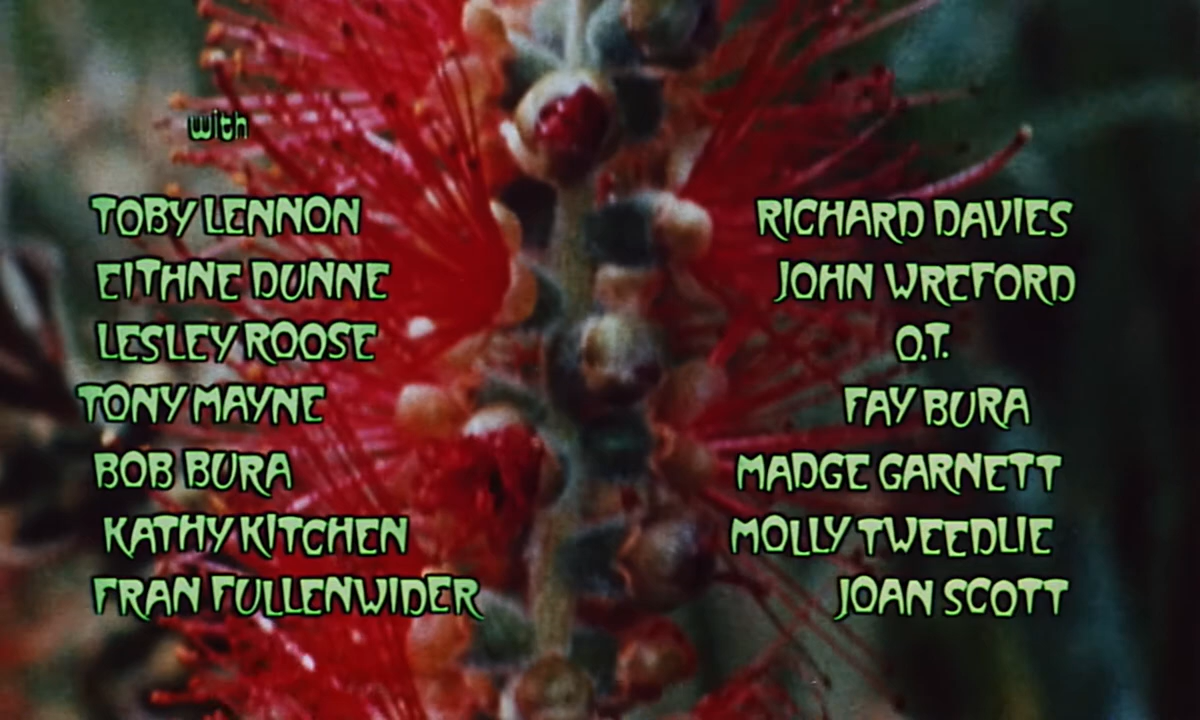 with
TOBY LENNON
EITHNE DUNNE
LESLEY ROOSE
TONY MAYNE
BOB BURA
KATHY KITCHEN
FRAN FULLENWIDER
RICHARD DAVIES
JOHN WREFORD
O.T.
FAY BURA
MADGE GARNETT
MOLLY TWEEDLIE
JOAN SCOTT